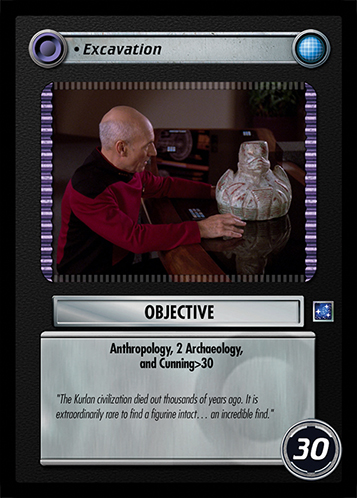 • Excavation
OBJECTIVE
Anthropology, 2 Archaeology,
and Cunning>30
"The Kurlan civilization died out thousands of years ago. It is
extraordinarily rare to find a figurine intact... an incredible find."
30